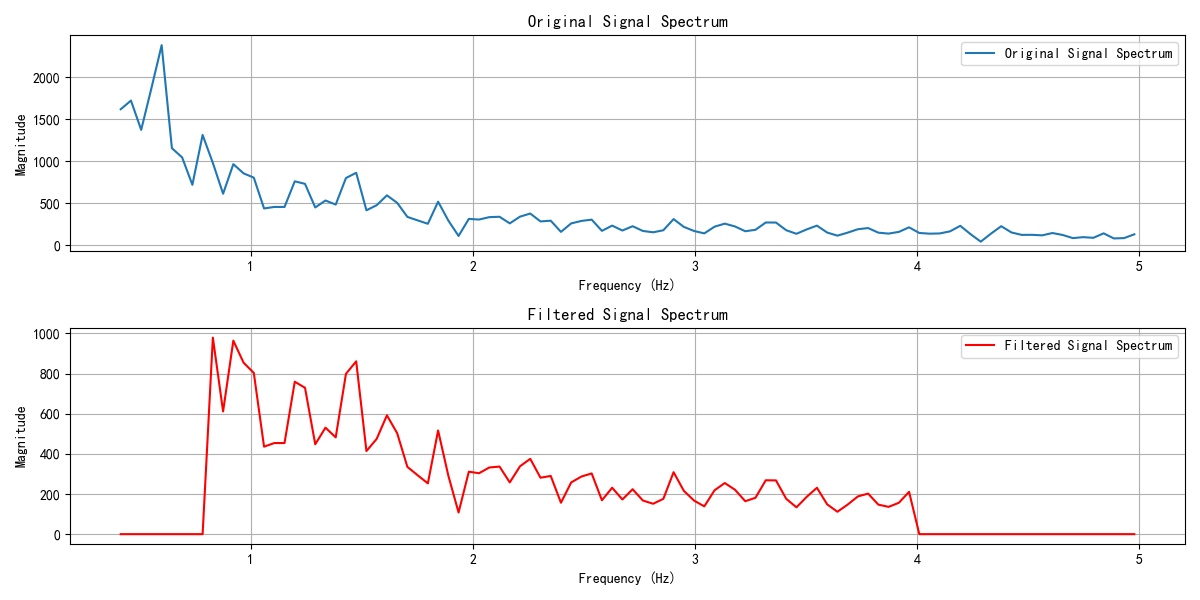 Original Signal Spectrum
Original Signal Spectrum
2000
1500
1000
500
0
Magnitude
1 2 3 4 5
Frequency (Hz)
Filtered Signal Spectrum
Filtered Signal Spectrum
1000
800
600
400
200
0
Magnitude
1 2 3 4 5
Frequency (Hz)